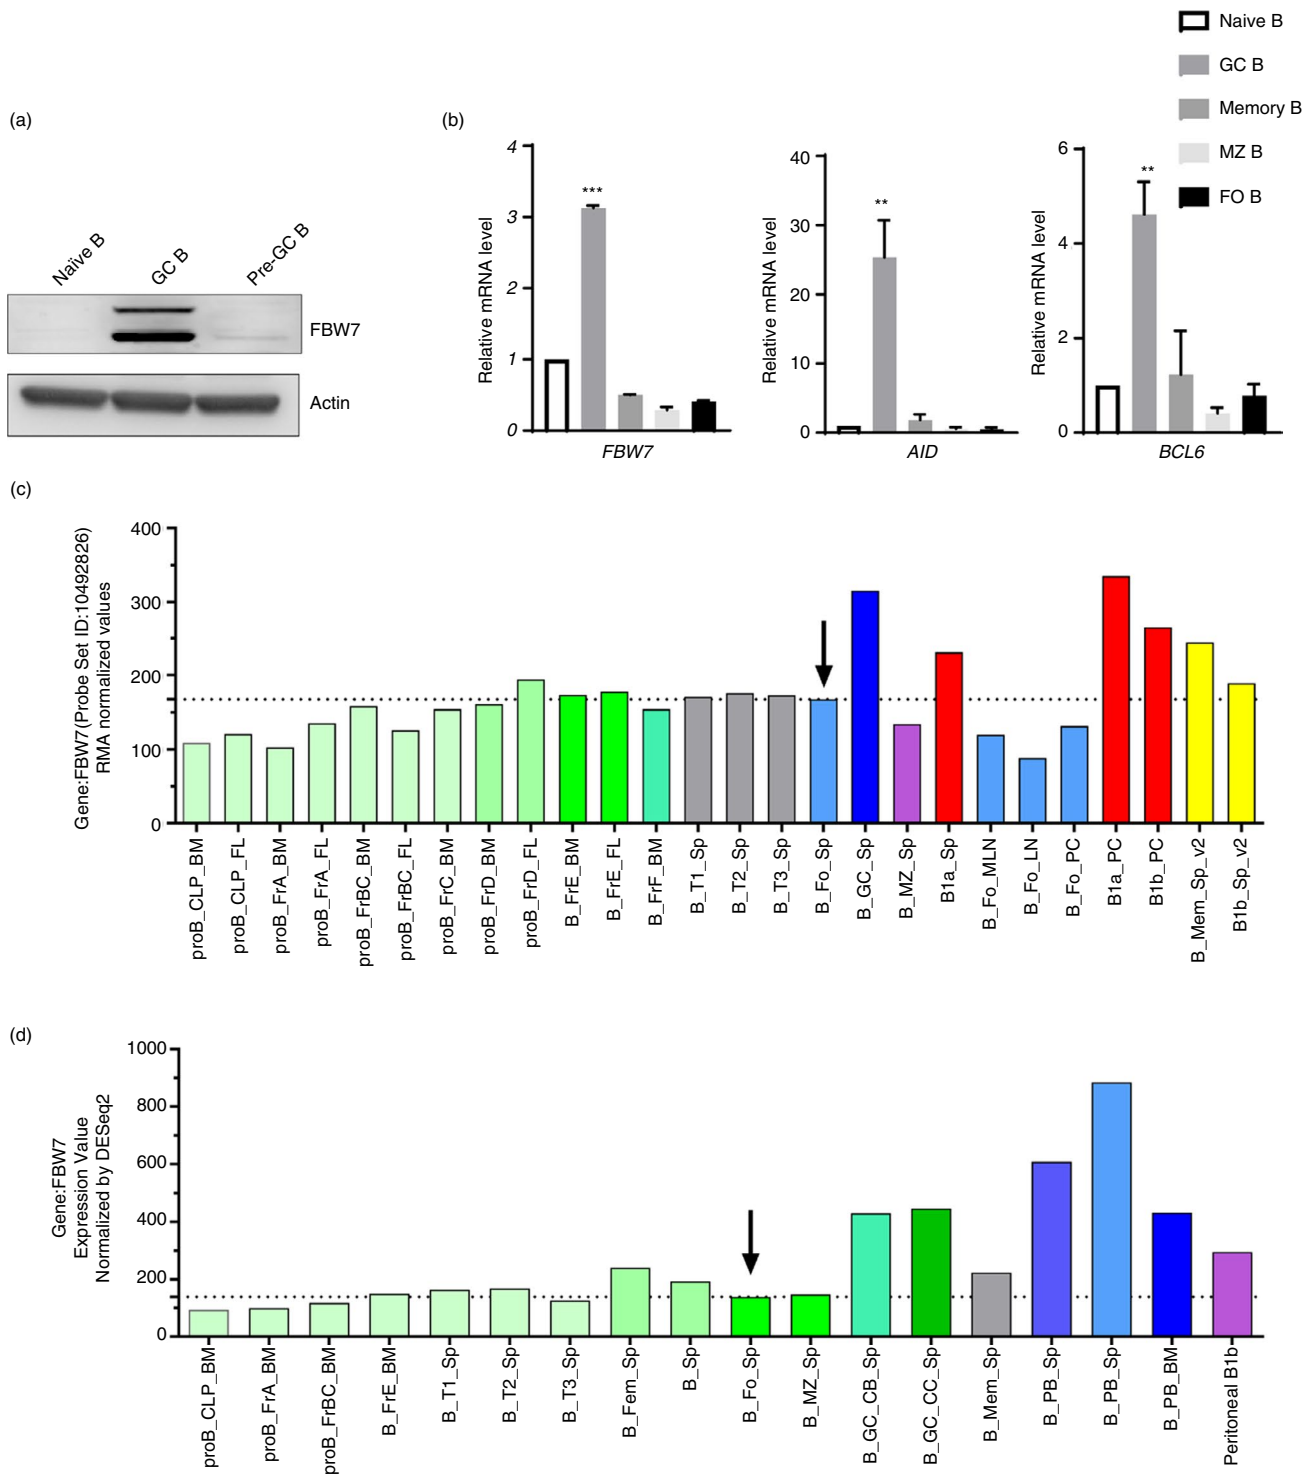 Naive B
GC B
Memory B
MZ B
FO B
(a)
Naïve B
GC B
Pre-GC B
FBW7
Actin
(b)
Relative mRNA level
4
3
2
1
0
***
FBW7
Relative mRNA level
40
30
20
10
0
**
AID
Relative mRNA level
6
4
2
0
**
BCL6
(c)
Gene:FBW7(Probe Set ID:10492826)
RMA normalized values
400
300
200
100
0
proB_CLP_BM
proB_CLP_FL
proB_FrA_BM
proB_FrA_FL
proB_FrBC_BM
proB_FrBC_FL
proB_FrC_BM
proB_FrD_BM
proB_FrD_FL
B_FrE_BM
B_FrE_FL
B_FrF_BM
B_T1_Sp
B_T2_Sp
B_T3_Sp
B_Fo_Sp
B_GC_Sp
B_MZ_Sp
B1a_Sp
B_Fo_MLN
B_Fo_LN
B_Fo_PC
B1a_PC
B1b_PC
B_Mem_Sp_v2
B1b_Sp_v2
(d)
Gene:FBW7
Expression Value
Normalized by DESeq2
1000
800
600
400
200
0
proB_CLP_BM
proB_FrA_BM
proB_FrBC_BM
B_FrE_BM
B_T1_Sp
B_T2_Sp
B_T3_Sp
B_Fem_Sp
B_Sp
B_Fo_Sp
B_MZ_Sp
B_GC_CB_Sp
B_GC_CC_Sp
B_Mem_Sp
B_PB_Sp
B_PB_Sp
B_PB_BM
Peritoneal B1b